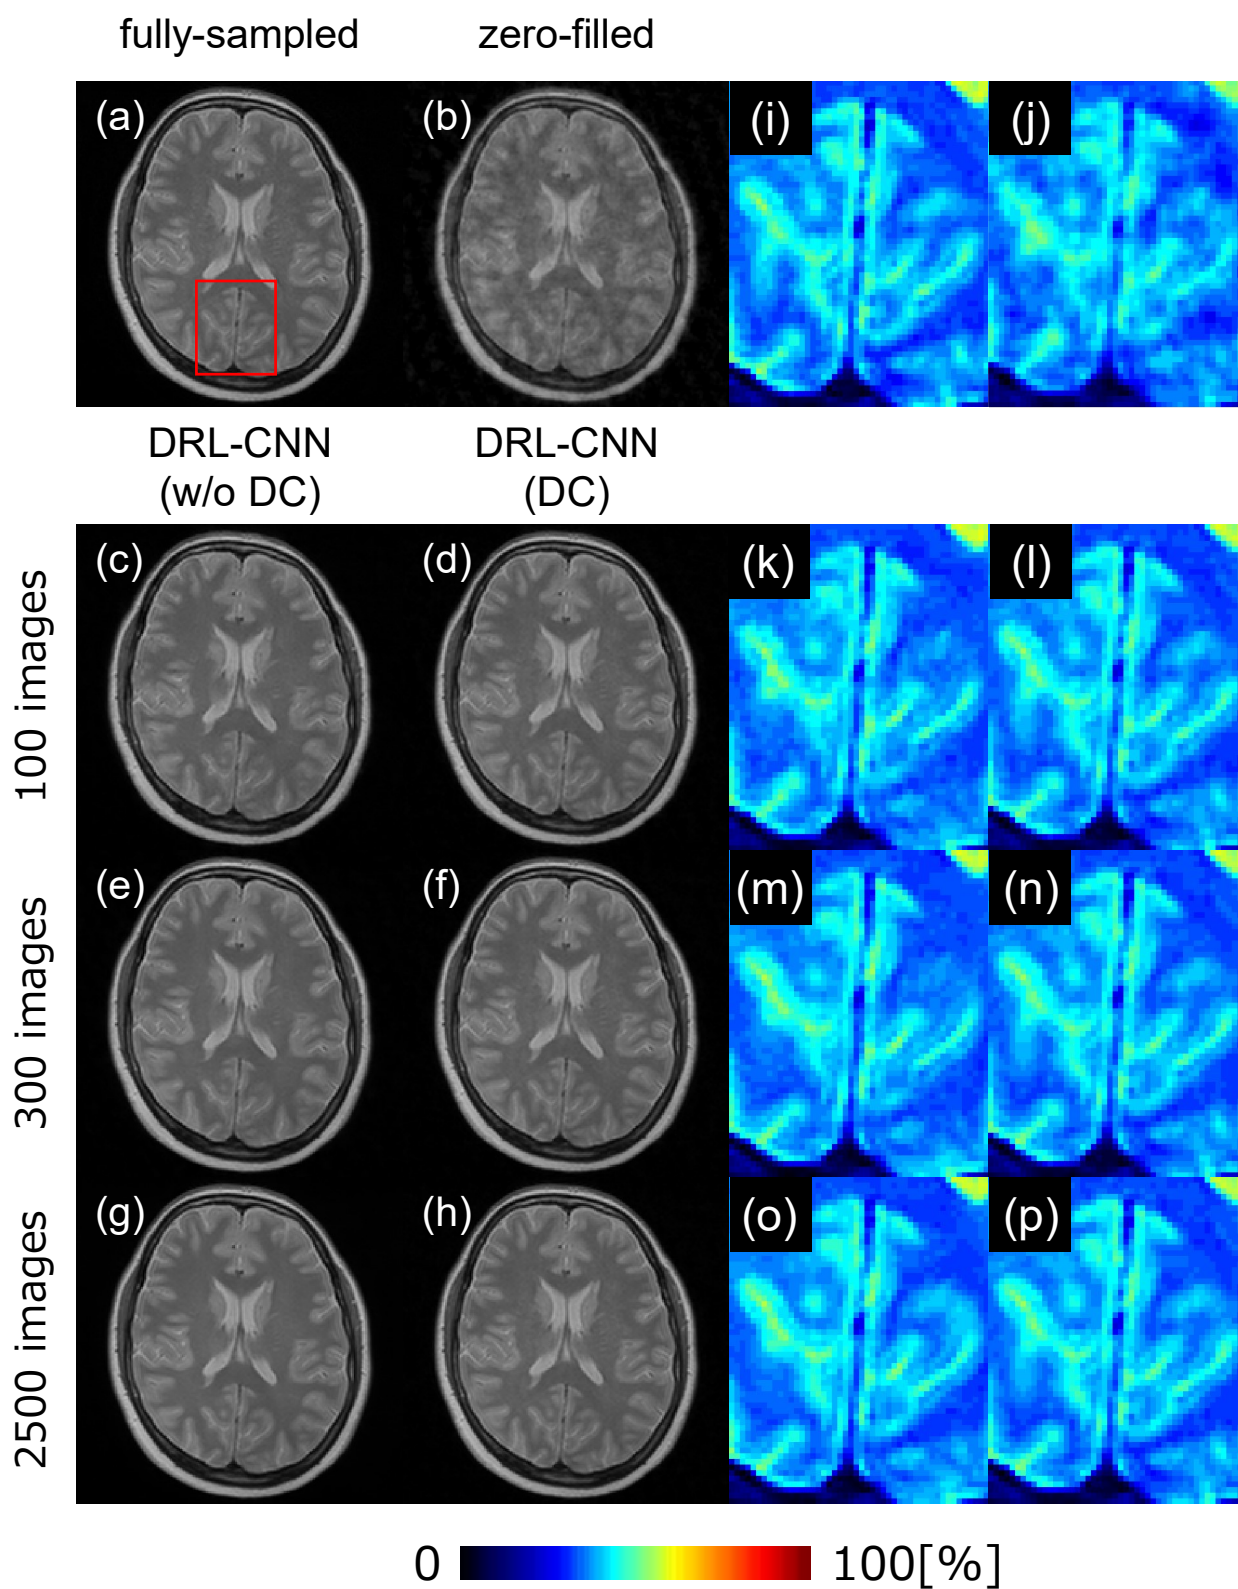 fully-sampled
zero-filled
(a)
(b)
(i)
(j)
DRL-CNN
(w/o DC)
DRL-CNN
(DC)
100 images
(c)
(d)
(k)
(l)
300 images
(e)
(f)
(m)
(n)
2500 images
(g)
(h)
(o)
(p)
0
100[%]